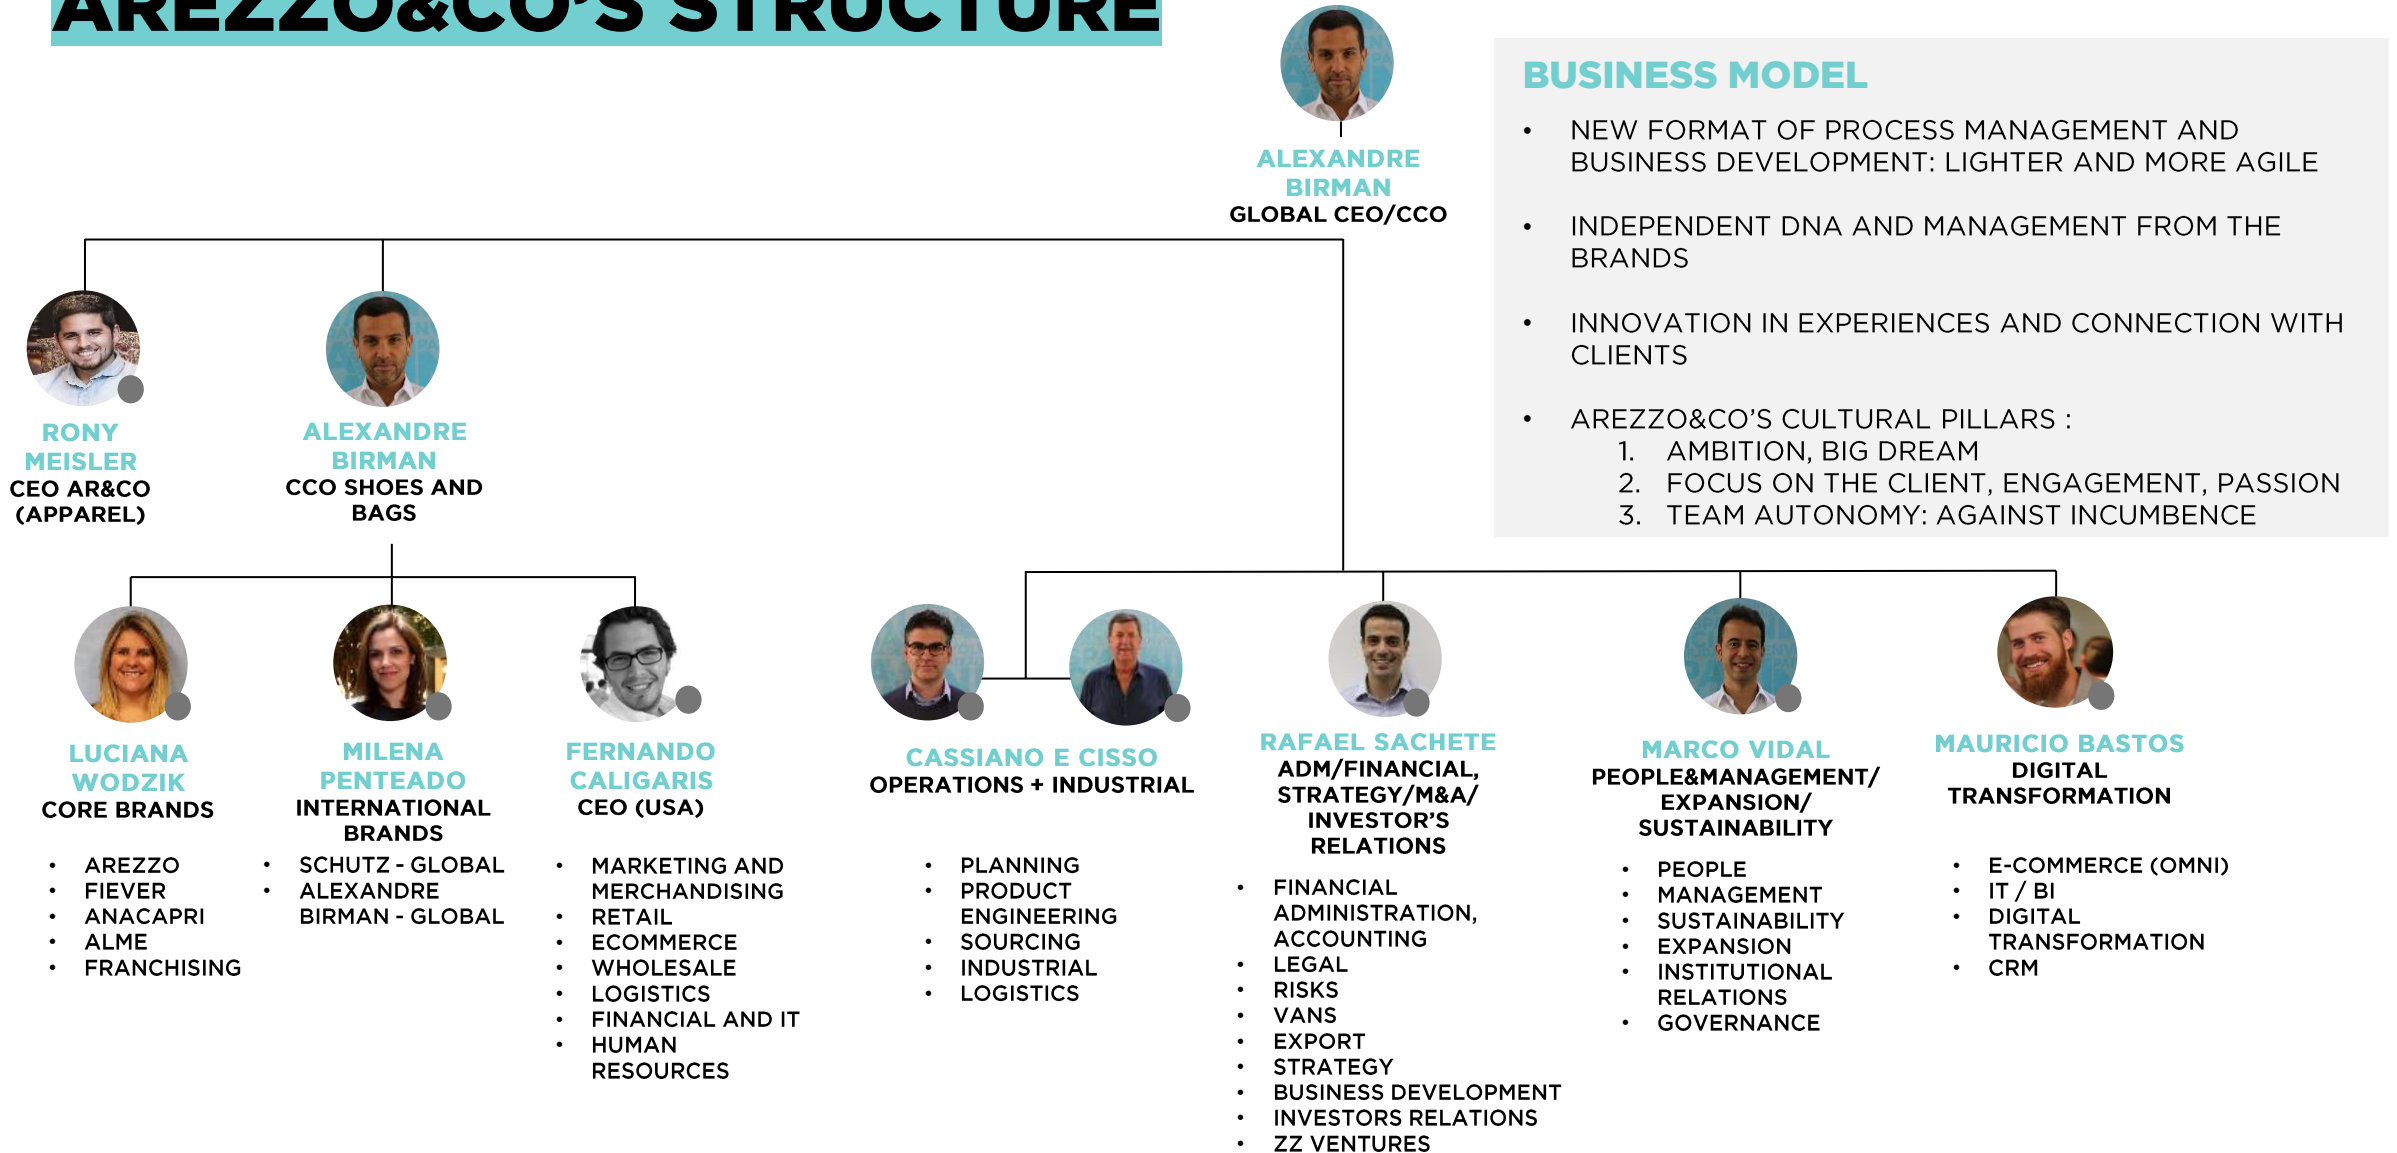 AREZZO&CO'S STRUCTURE
ALEXANDRE
BIRMAN
GLOBAL CEO/CCO
BUSINESS MODEL
• NEW FORMAT OF PROCESS MANAGEMENT AND
BUSINESS DEVELOPMENT: LIGHTER AND MORE AGILE
• INDEPENDENT DNA AND MANAGEMENT FROM THE
BRANDS
• INNOVATION IN EXPERIENCES AND CONNECTION WITH
CLIENTS
• AREZZO&CO'S CULTURAL PILLARS :
1. AMBITION, BIG DREAM
2. FOCUS ON THE CLIENT, ENGAGEMENT, PASSION
3. TEAM AUTONOMY: AGAINST INCUMBENCE
RONY
MEISLER
CEO AR&CO
(APPAREL)
ALEXANDRE
BIRMAN
CCO SHOES AND
BAGS
LUCIANA
WODZIK
CORE BRANDS
• AREZZO
• FIEVER
• ANACAPRI
• ALME
• FRANCHISING
MILENA
PENTEADO
INTERNATIONAL
BRANDS
• SCHUTZ - GLOBAL
• ALEXANDRE
BIRMAN - GLOBAL
FERNANDO
CALIGARIS
CEO (USA)
• MARKETING AND
MERCHANDISING
• RETAIL
• ECOMMERCE
• WHOLESALE
• LOGISTICS
• FINANCIAL AND IT
• HUMAN
RESOURCES
CASSIANO E CISSO
OPERATIONS + INDUSTRIAL
• PLANNING
• PRODUCT
ENGINEERING
• SOURCING
• INDUSTRIAL
• LOGISTICS
RAFAEL SACHETE
ADM/FINANCIAL,
STRATEGY/M&A/
INVESTOR'S
RELATIONS
• FINANCIAL
ADMINISTRATION,
ACCOUNTING
• LEGAL
• RISKS
• VANS
• EXPORT
• STRATEGY
• BUSINESS DEVELOPMENT
• INVESTORS RELATIONS
• ZZ VENTURES
MARCO VIDAL
PEOPLE&MANAGEMENT/
EXPANSION/
SUSTAINABILITY
• PEOPLE
• MANAGEMENT
• SUSTAINABILITY
• EXPANSION
• INSTITUTIONAL
RELATIONS
• GOVERNANCE
MAURICIO BASTOS
DIGITAL
TRANSFORMATION
• E-COMMERCE (OMNI)
• IT / BI
• DIGITAL
TRANSFORMATION
• CRM